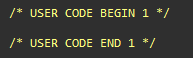 /* USER CODE BEGIN 1 */
/* USER CODE END 1 */